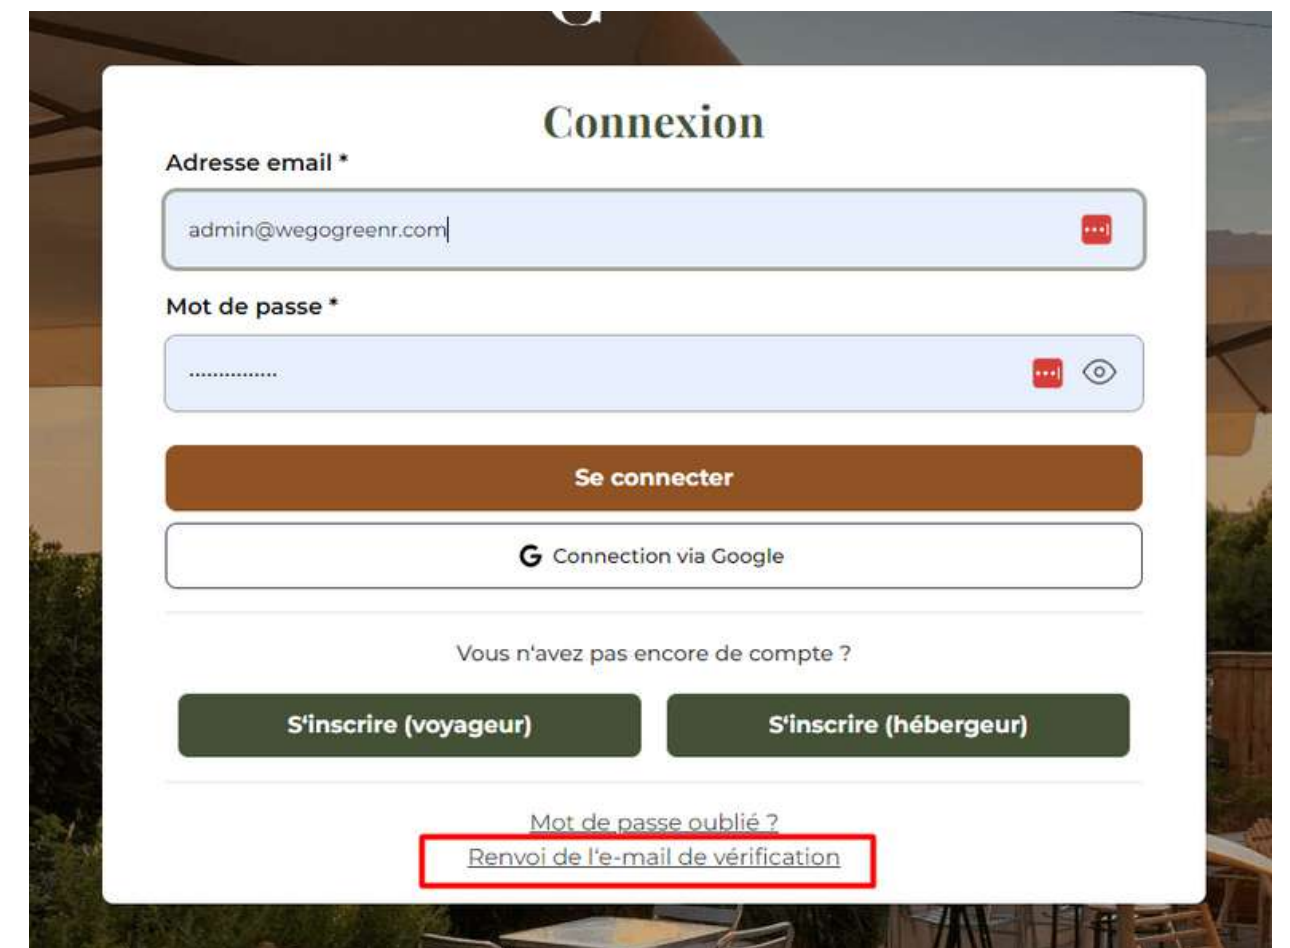 Connexion
Adresse email *
admin@wegogreenr.com
Mot de passe *
...............
Se connecter
G Connection via Google
Vous n'avez pas encore de compte ?
S'inscrire (voyageur) S'inscrire (hébergeur)
Mot de passe oublié ?
Renvoi de l'e-mail de vérification